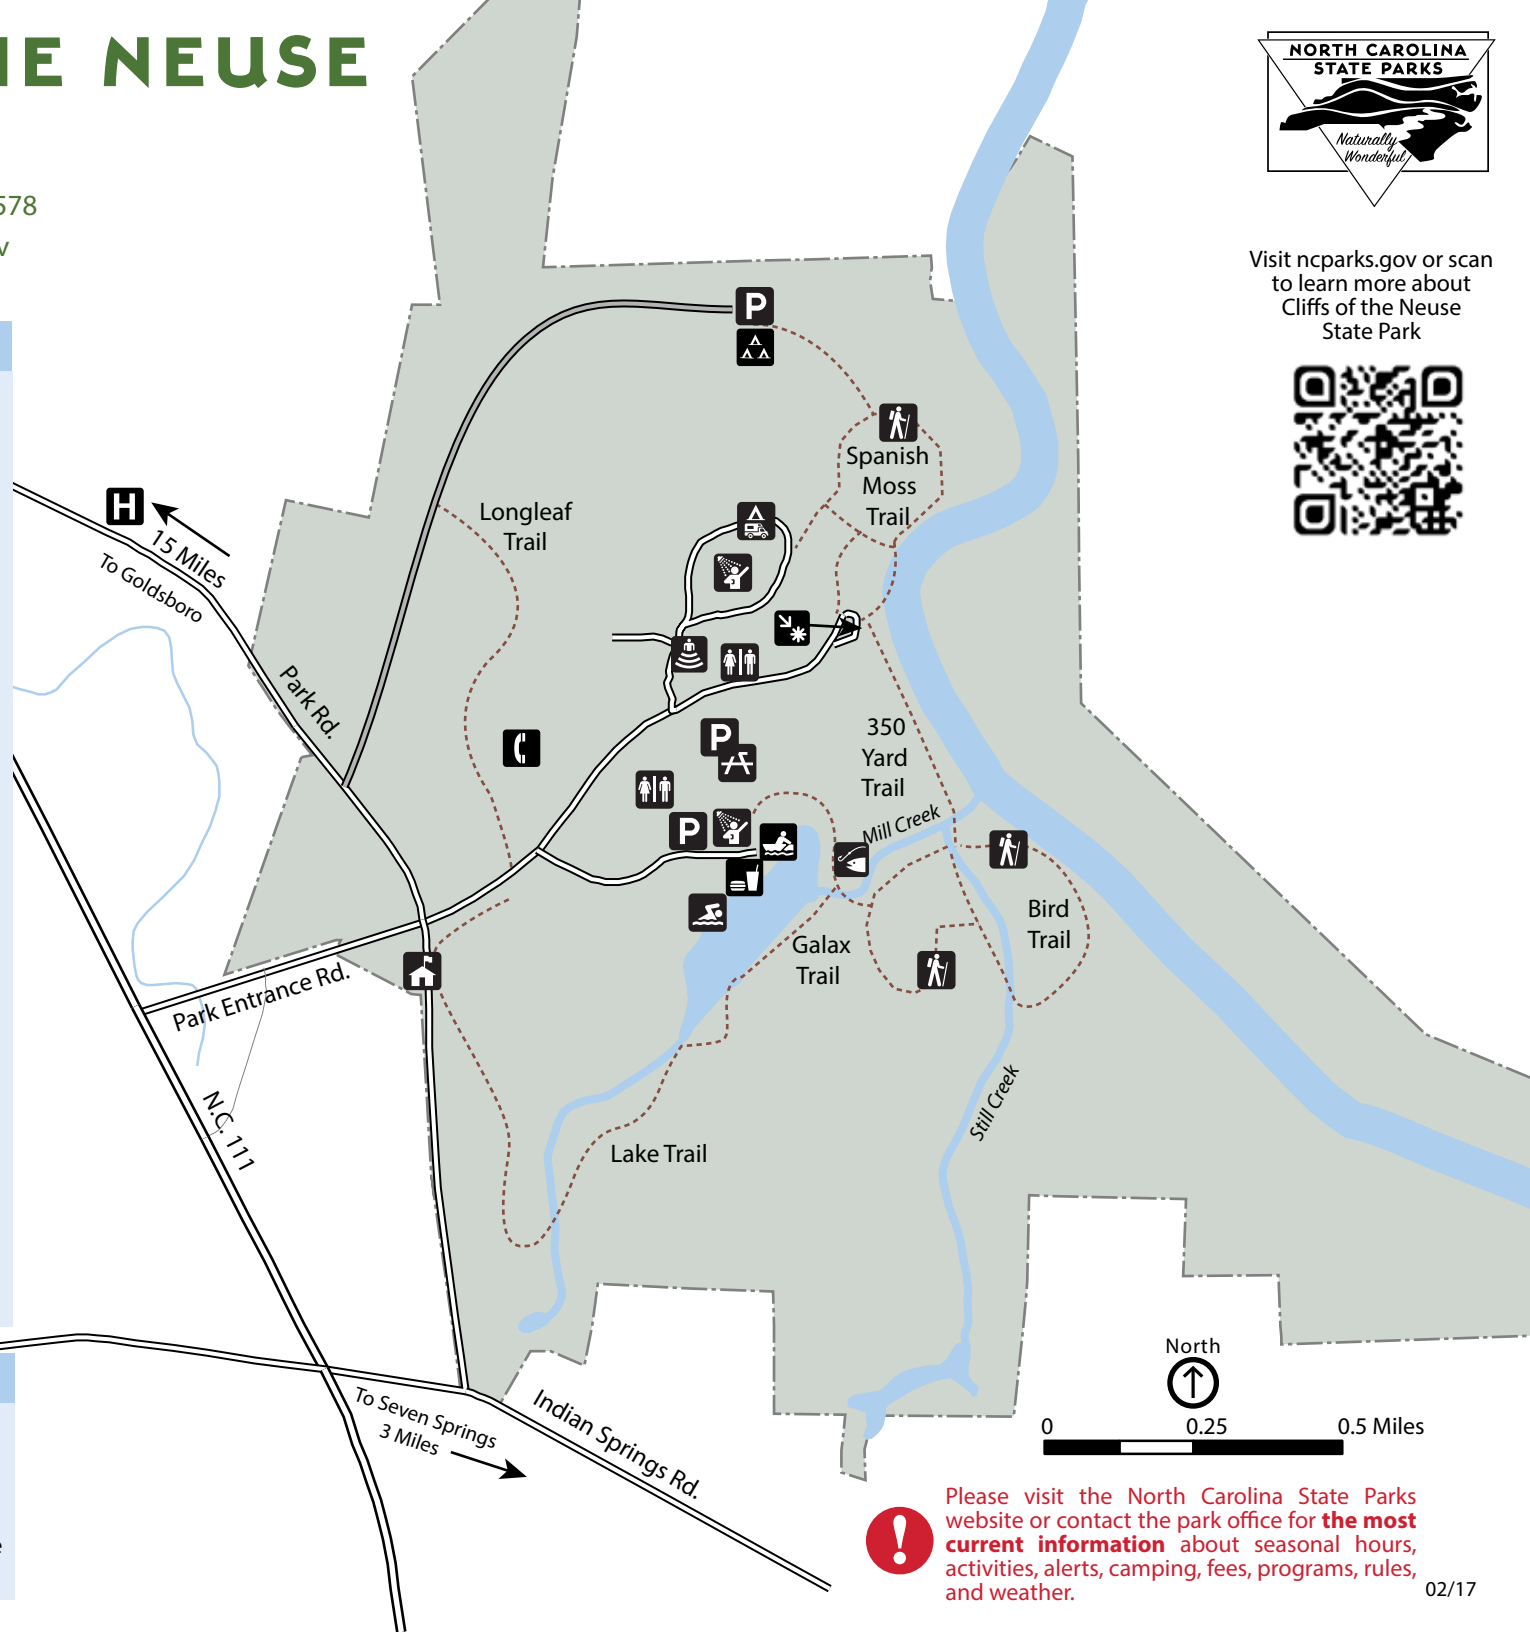 IE NEUSE
578
v
NORTH CAROLINA
STATE PARKS
Naturally
Wonderful
Visit ncparks.gov or scan
to learn more about
Cliffs of the Neuse
State Park
P
Spanish
Moss
Trail
Longleaf
Trail
H
15 Miles
To Goldsboro
Park Rd.
P
350
Yard
Trail
P
Mill Creek
Bird
Trail
Galax
Trail
Park Entrance Rd.
N.C. 111
Still Creek
Lake Trail
To Seven Springs
3 Miles
Indian Springs Rd.
North
0 0.25 0.5 Miles
Please visit the North Carolina State Parks
website or contact the park office for the most
current information about seasonal hours,
activities, alerts, camping, fees, programs, rules,
and weather.
02/17
e